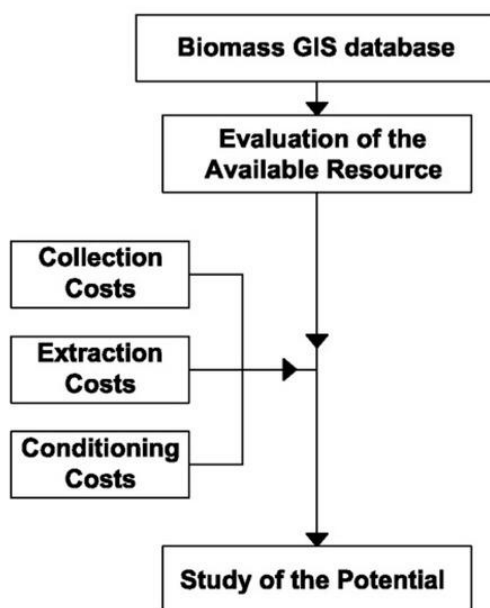 Biomass GIS database
Evaluation of the
Available Resource
Collection
Costs
Extraction
Costs
Conditioning
Costs
Study of the Potential